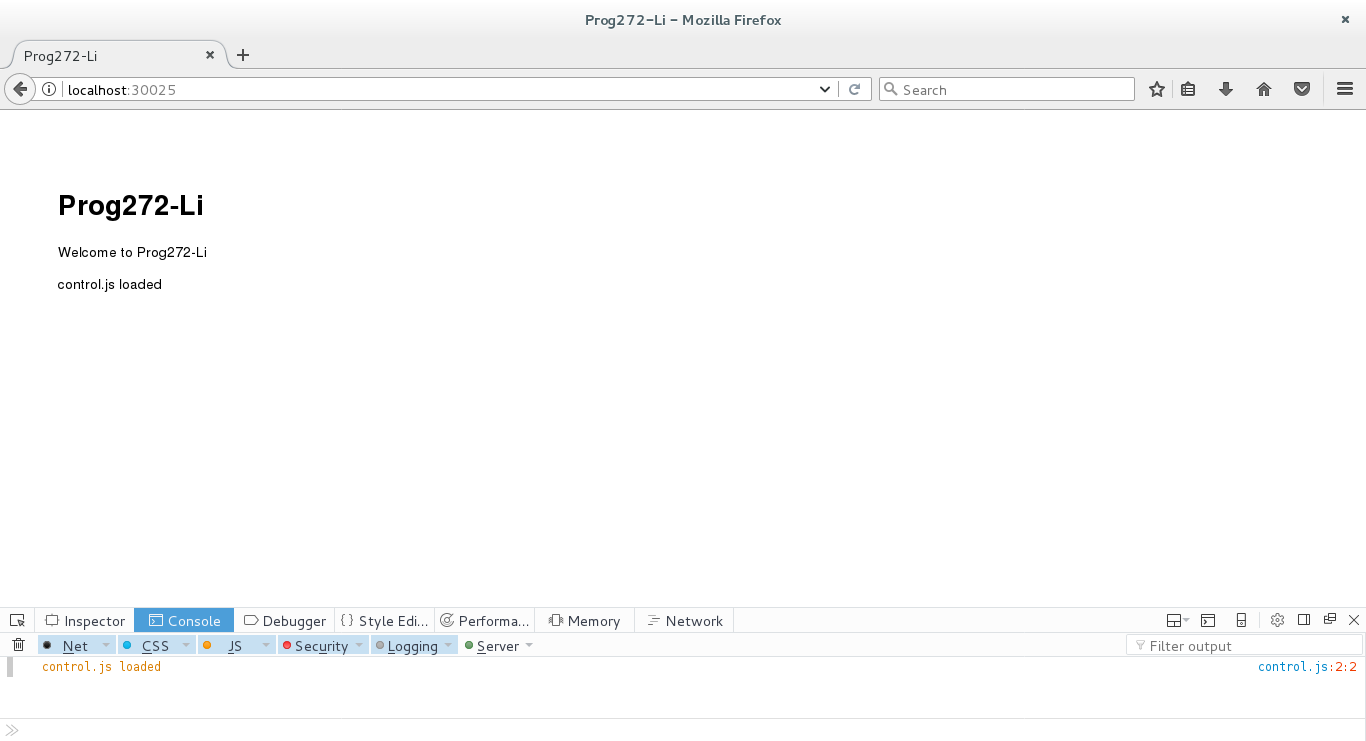 Prog272-Li - Mozilla Firefox
Prog272-Li
localhost:30025
Search
Prog272-Li
Welcome to Prog272-Li
control.js loaded
Inspector Console Debugger { } Style Edi... Performa... Memory Network
Net CSS JS Security Logging Server Filter output
control.js loaded control.js:2:2